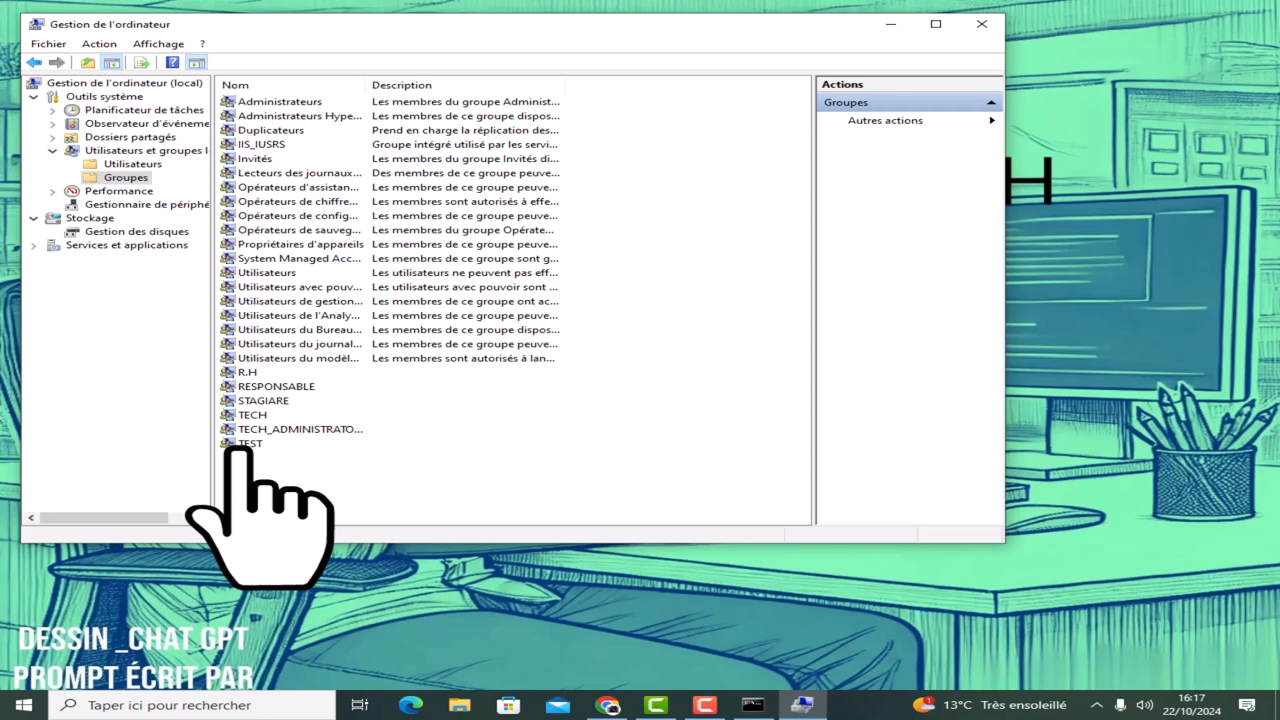 Gestion de l'ordinateur
Fichier Action Affichage ?
Gestion de l'ordinateur (local)
Outils système
Planificateur de tâches
Observateur d'événeme
Dossiers partagés
Utilisateurs et groupes l
Utilisateurs
Groupes
Performance
Gestionnaire de périphé
Stockage
Gestion des disques
Services et applications
Nom Description
Administrateurs Les membres du groupe Administ...
Administrateurs Hype... Les membres de ce groupe dispos...
Duplicateurs Prend en charge la réplication des...
IIS_IUSRS Groupe intégré utilisé par les servi...
Invités Les membres du groupe Invités di...
Lecteurs des journaux... Des membres de ce groupe peuve...
Opérateurs d'assistan... Les membres de ce groupe peuve...
Opérateurs de chiffre... Les membres sont autorisés à effe...
Opérateurs de config... Les membres de ce groupe peuve...
Opérateurs de sauveg... Les membres du groupe Opérate...
Propriétaires d'appareils Les membres de ce groupe peuve...
System Managed Acc... Les membres de ce groupe sont g...
Utilisateurs Les utilisateurs ne peuvent pas eff...
Utilisateurs avec pouv... Les utilisateurs avec pouvoir sont ...
Utilisateurs de gestion... Les membres de ce groupe ont ac...
Utilisateurs de l'Analy... Les membres de ce groupe peuve...
Utilisateurs du Bureau... Les membres de ce groupe dispos...
Utilisateurs du journal... Les membres de ce groupe peuve...
Utilisateurs du modèl... Les membres sont autorisés à lan...
R.H
RESPONSABLE
STAGIARE
TECH
TECH_ADMINISTRATO...
TEST
Actions
Groupes
Autres actions
H
DESSIN _CHAT GPT
PROMPT ÉCRIT PAR
Taper ici pour rechercher
13°C Très ensoleillé
16:17
22/10/2024